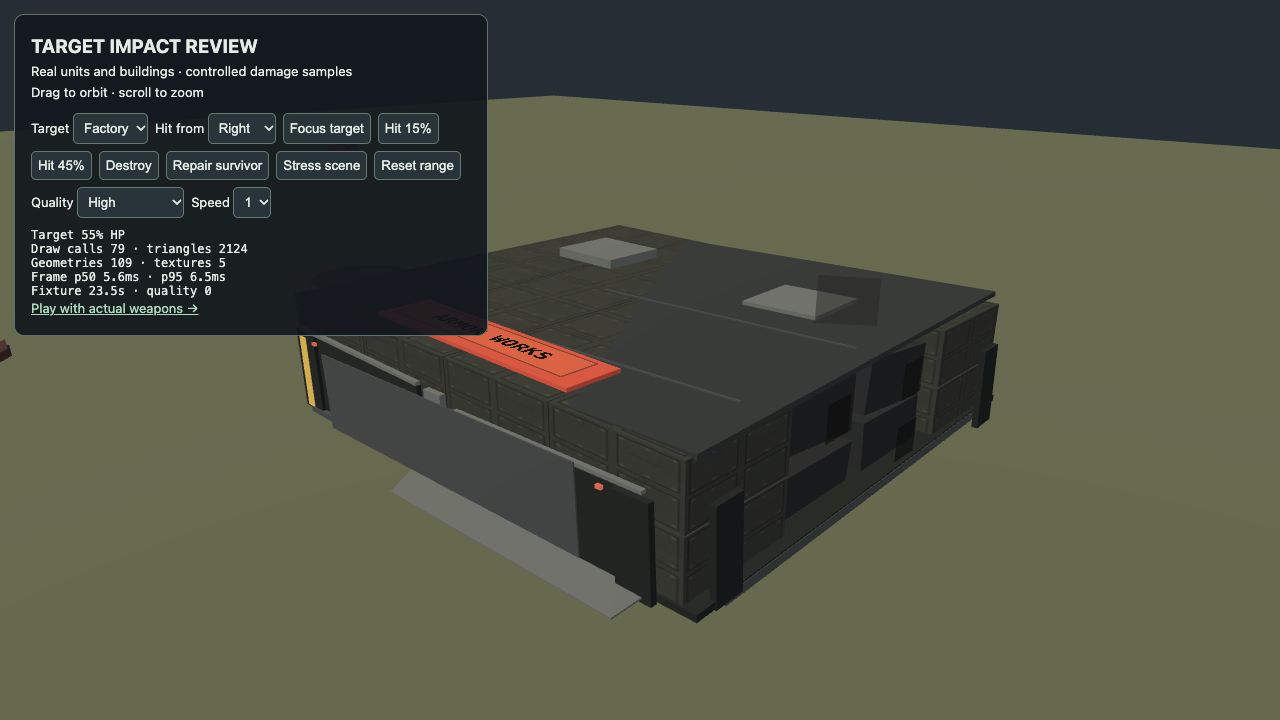 TARGET IMPACT REVIEW
Real units and buildings · controlled damage samples
Drag to orbit · scroll to zoom
Target Factory Hit from Right Focus target Hit 15%
Hit 45% Destroy Repair survivor Stress scene Reset range
Quality High Speed 1
Target 55% HP
Draw calls 79 · triangles 2124
Geometries 109 · textures 5
Frame p50 5.6ms · p95 6.5ms
Fixture 23.5s · quality 0
Play with actual weapons →
WORKS